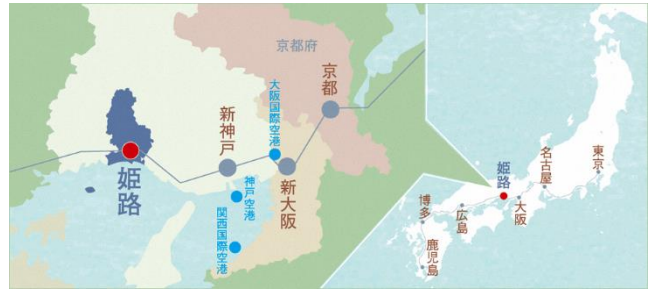 京都府
京都
大阪国際空港
新神戸
姫路
新大阪
神戸空港
関西国際空港
東京
名古屋
姫路
大阪
広島
博多
鹿児島